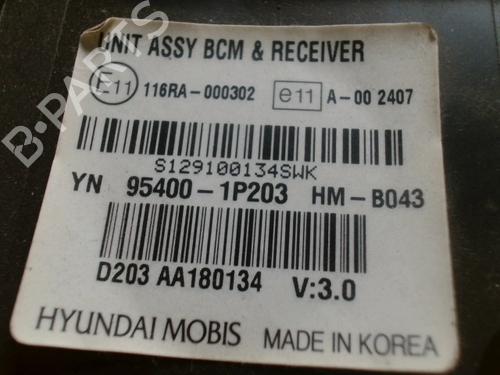 UNIT ASSY BCM & RECEIVER
E11 116RA-000302 e11 A-00 2407
S129100134SWK
YN 95400-1P203 HM-B043
D203 AA180134 V:3.0
HYUNDAI MOBIS MADE IN KOREA
B-PARTS